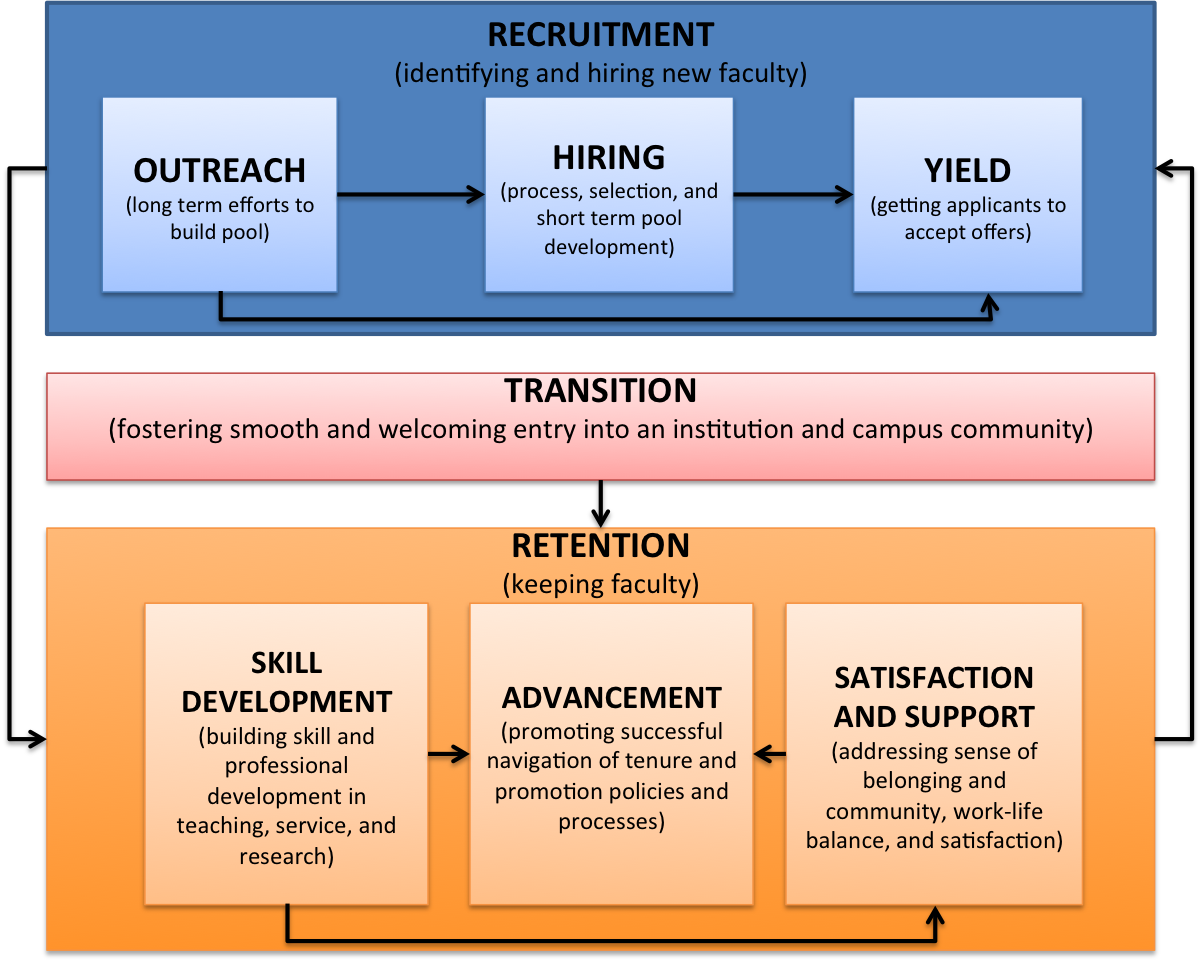 RECRUITMENT
(identifying and hiring new faculty)
OUTREACH
(long term efforts to
build pool)
HIRING
(process, selection, and
short term pool
development)
YIELD
(getting applicants to
accept offers)
TRANSITION
(fostering smooth and welcoming entry into an institution and campus community)
RETENTION
(keeping faculty)
SKILL
DEVELOPMENT
(building skill and
professional
development in
teaching, service, and
research)
ADVANCEMENT
(promoting successful
navigation of tenure and
promotion policies and
processes)
SATISFACTION
AND SUPPORT
(addressing sense of
belonging and
community, work-life
balance, and satisfaction)